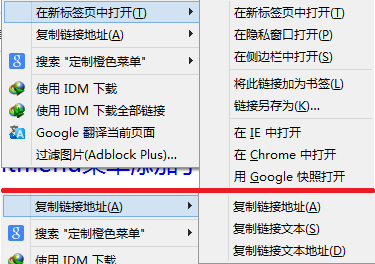 在新标签页中打开(T)
复制链接地址(A)
搜索 "定制橙色菜单"
使用 IDM 下载
使用 IDM 下载全部链接
Google 翻译当前页面
过滤图片(Adblock Plus)...
在新标签页中打开(T)
在隐私窗口打开(P)
在侧边栏中打开(S)
将此链接加为书签(L)
链接另存为(K)...
在 IE 中打开
在 Chrome 中打开
用 Google 快照打开
复制链接地址(A)
搜索 "定制橙色菜单"
使用 IDM 下载
复制链接地址(A)
复制链接文本(S)
复制链接文本地址(D)